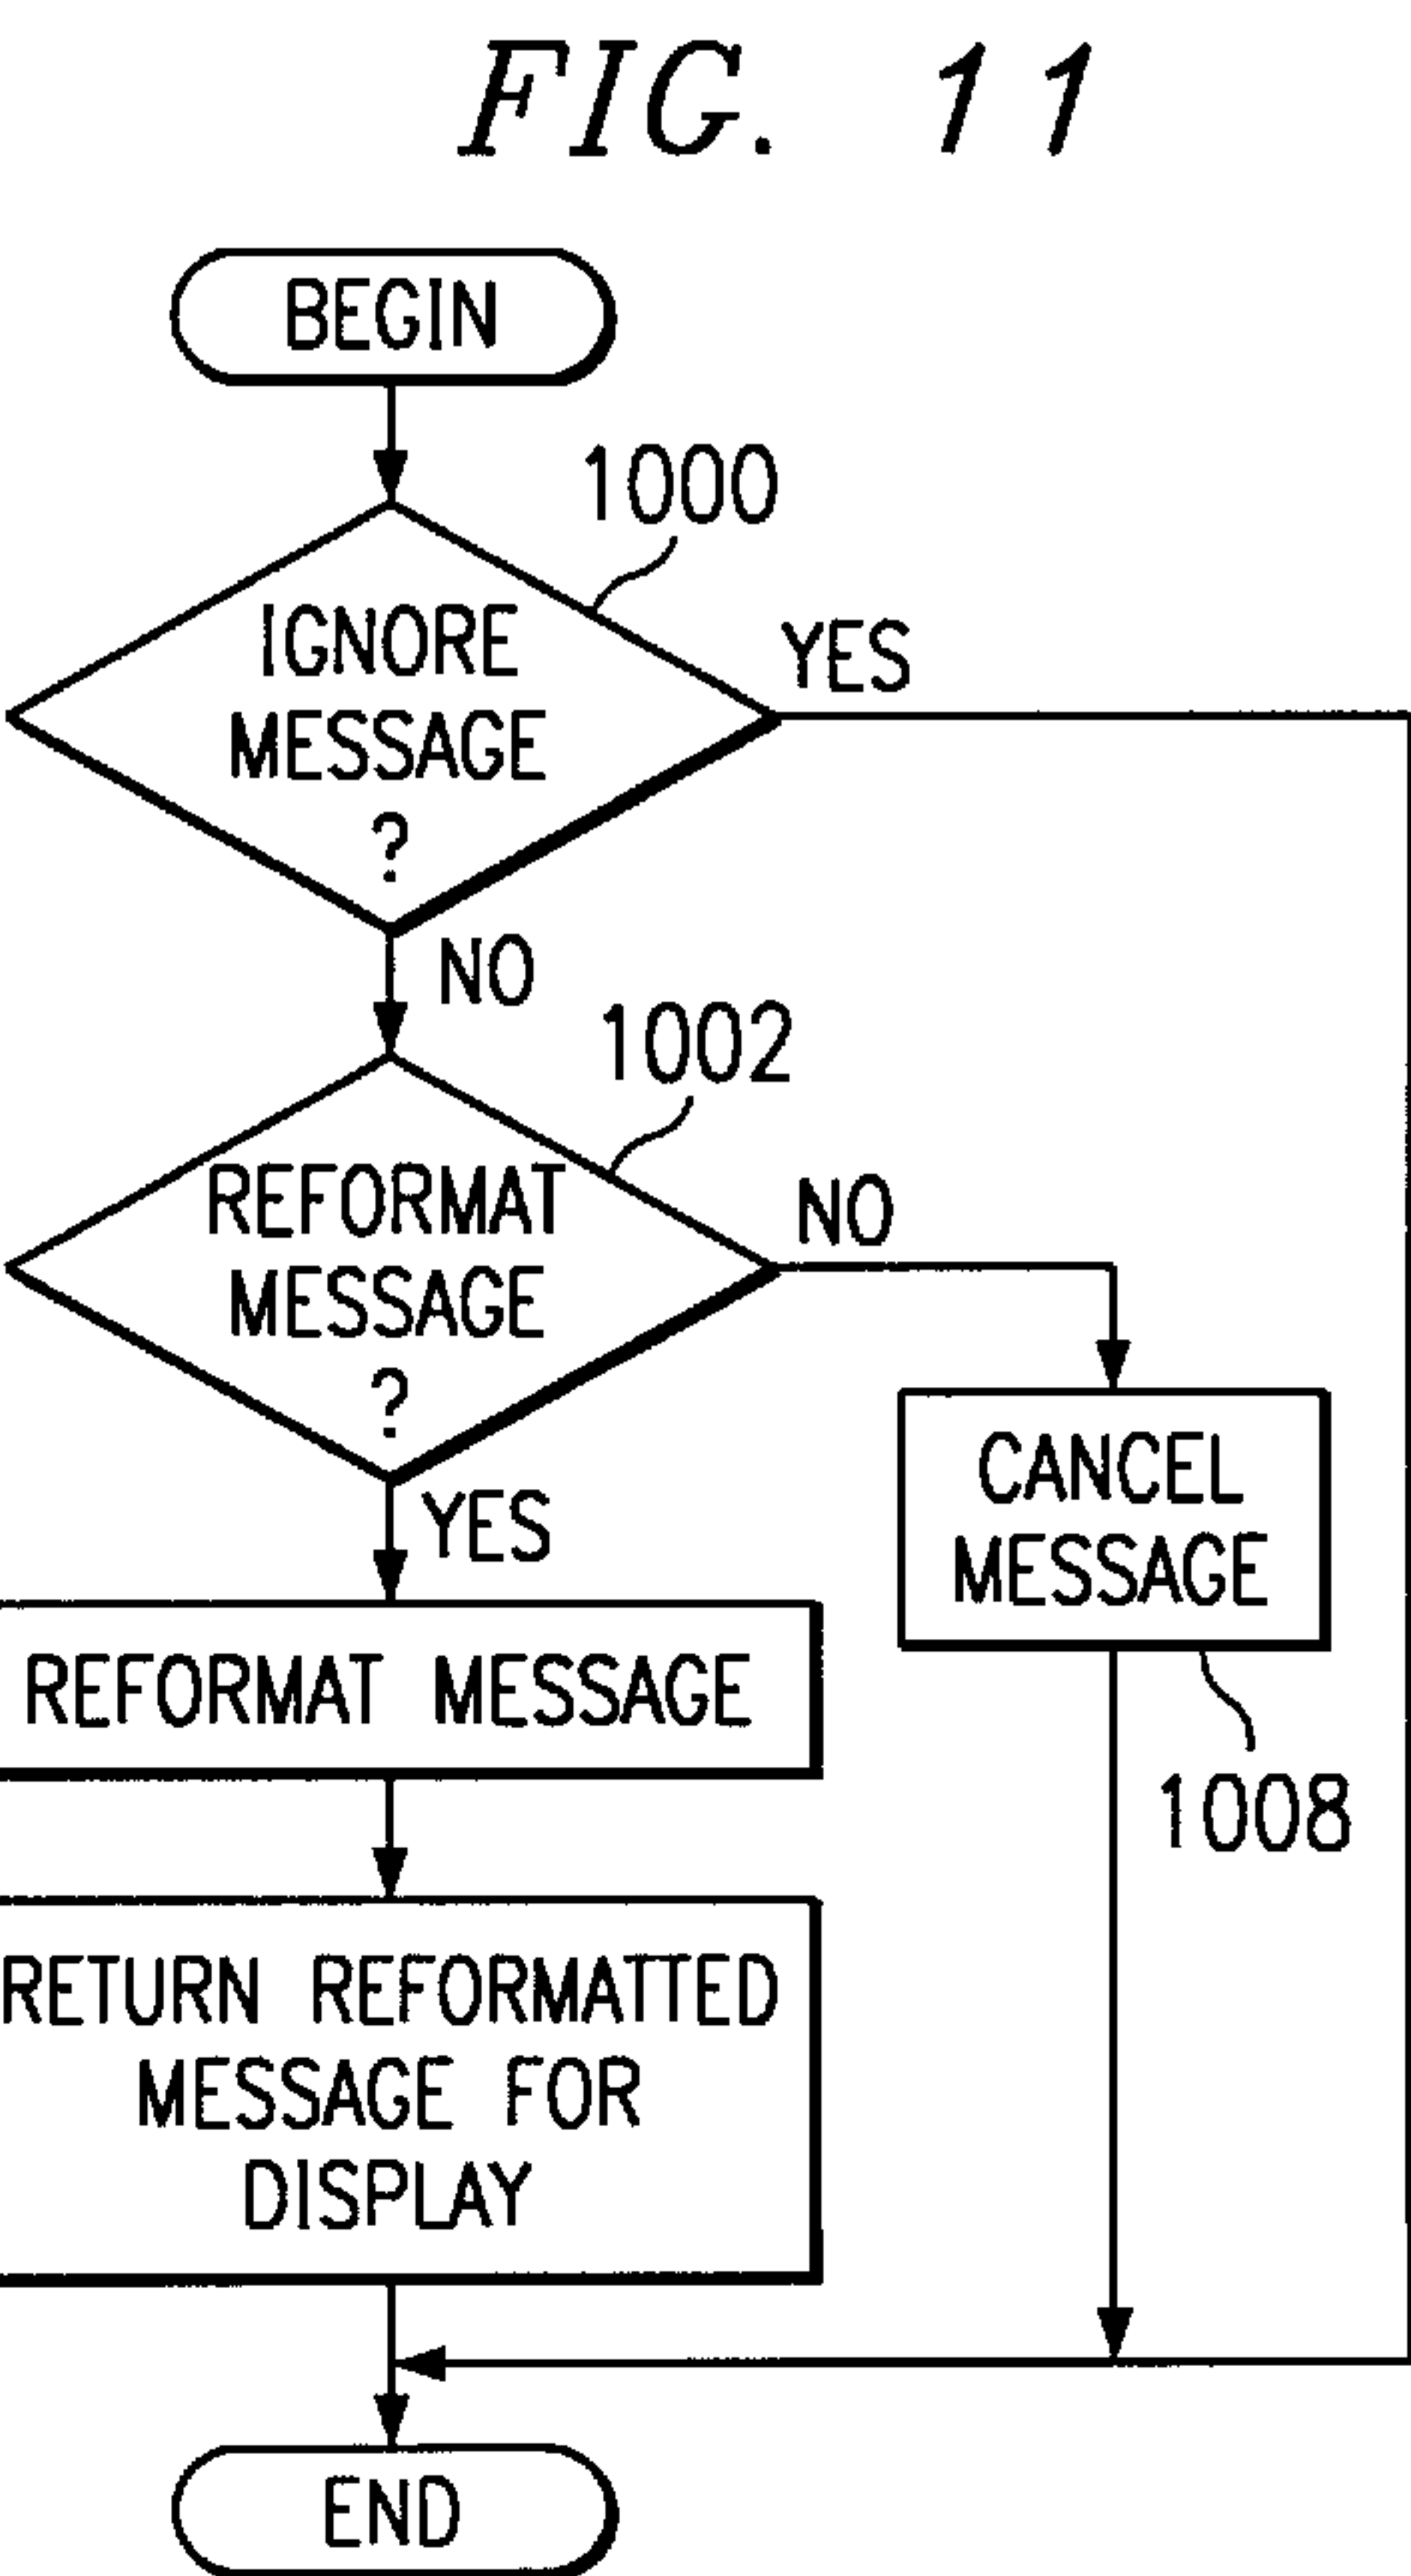 FIG. 11
BEGIN
1000
IGNORE
MESSAGE
?
YES
NO
1002
REFORMAT
MESSAGE
?
NO
YES
CANCEL
MESSAGE
1008
REFORMAT MESSAGE
RETURN REFORMATTED
MESSAGE FOR
DISPLAY
END